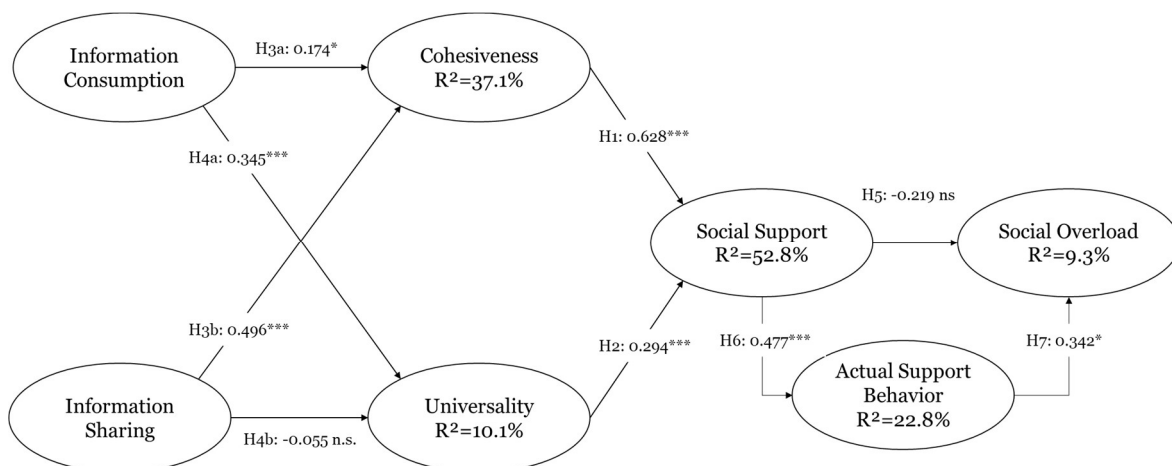 Information
Consumption
H3a: 0.174*
Cohesiveness
R²=37.1%
H4a: 0.345***
H1: 0.628***
Social Support
R²=52.8%
H5: -0.219 ns
Social Overload
R²=9.3%
H3b: 0.496***
H2: 0.294***
H6: 0.477***
H7: 0.342*
Information
Sharing
H4b: -0.055 n.s.
Universality
R²=10.1%
Actual Support
Behavior
R²=22.8%